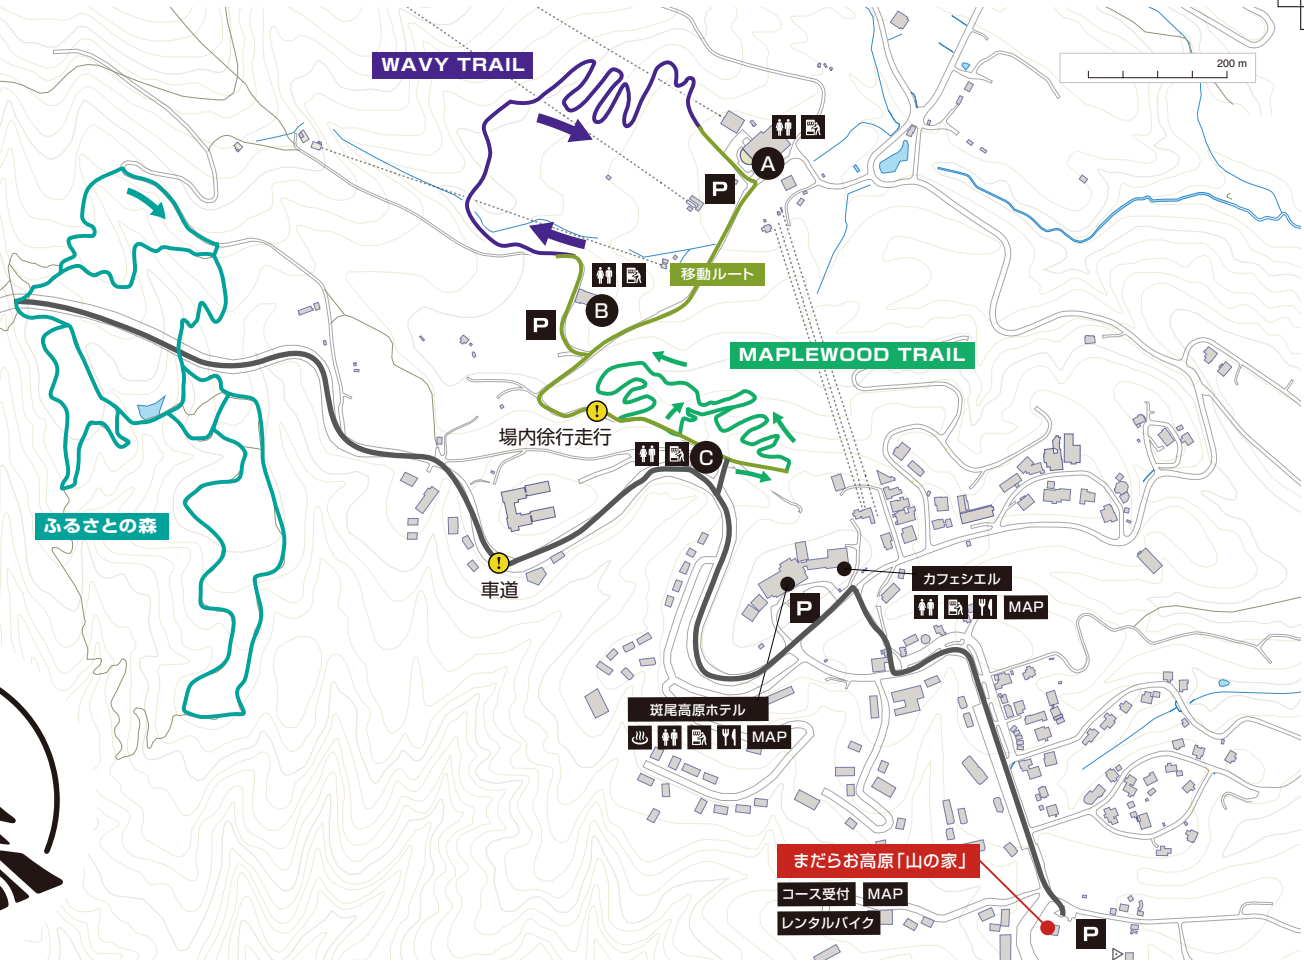 WAVY TRAIL
200 m
A
P
移動ルート
B
P
MAPLEWOOD TRAIL
!
場内徐行走行
C
ふるさとの森
!
車道
カフェシエル
MAP
P
斑尾高原ホテル
MAP
まだらお高原「山の家」
コース受付
MAP
レンタルバイク
P